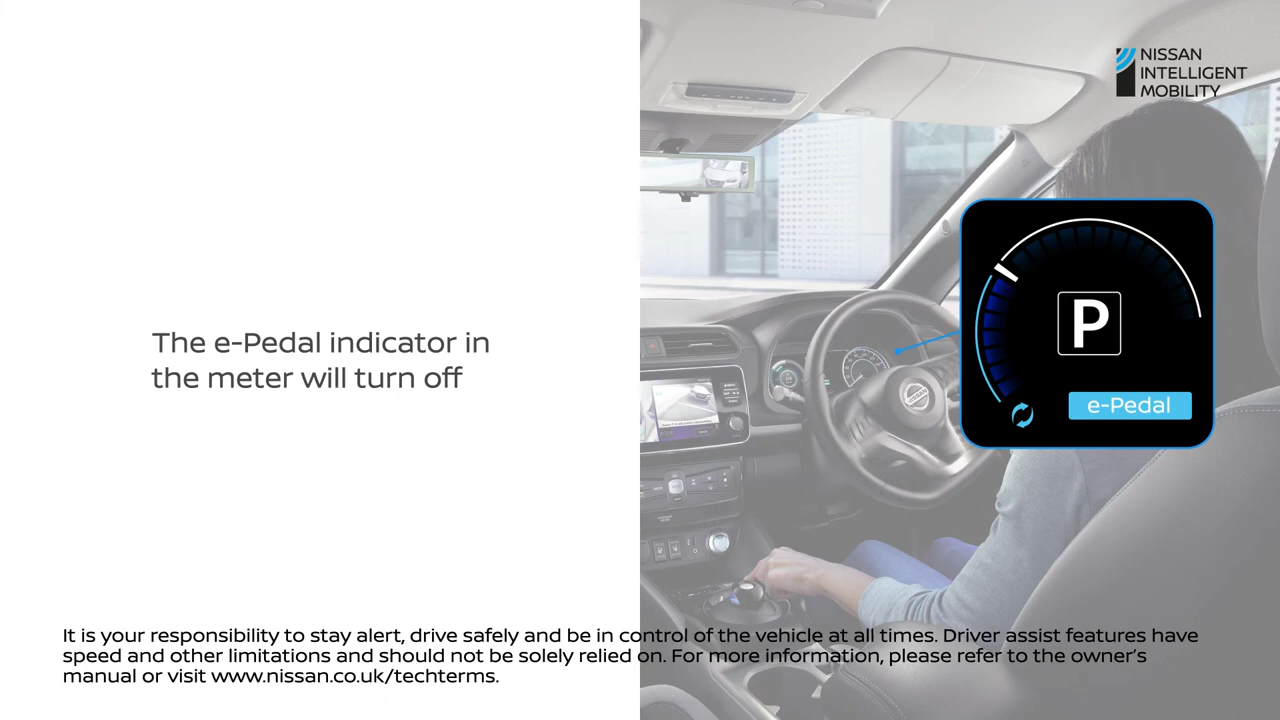 NISSAN
INTELLIGENT
MOBILITY
The e-Pedal indicator in
the meter will turn off
P
e-Pedal
NISSAN
It is your responsibility to stay alert, drive safely and be in control of the vehicle at all times. Driver assist features have
speed and other limitations and should not be solely relied on. For more information, please refer to the owner's
manual or visit www.nissan.co.uk/techterms.